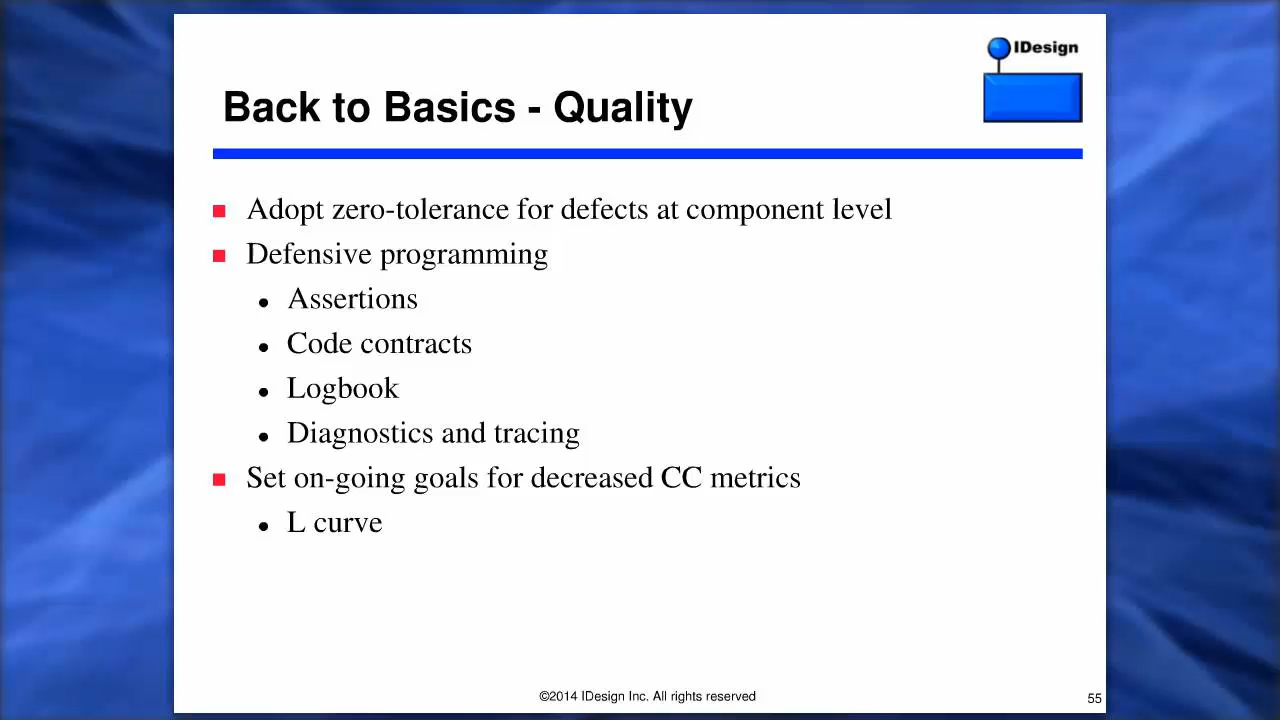 IDesign
Back to Basics - Quality
Adopt zero-tolerance for defects at component level
Defensive programming
Assertions
Code contracts
Logbook
Diagnostics and tracing
Set on-going goals for decreased CC metrics
L curve
©2014 IDesign Inc. All rights reserved
55